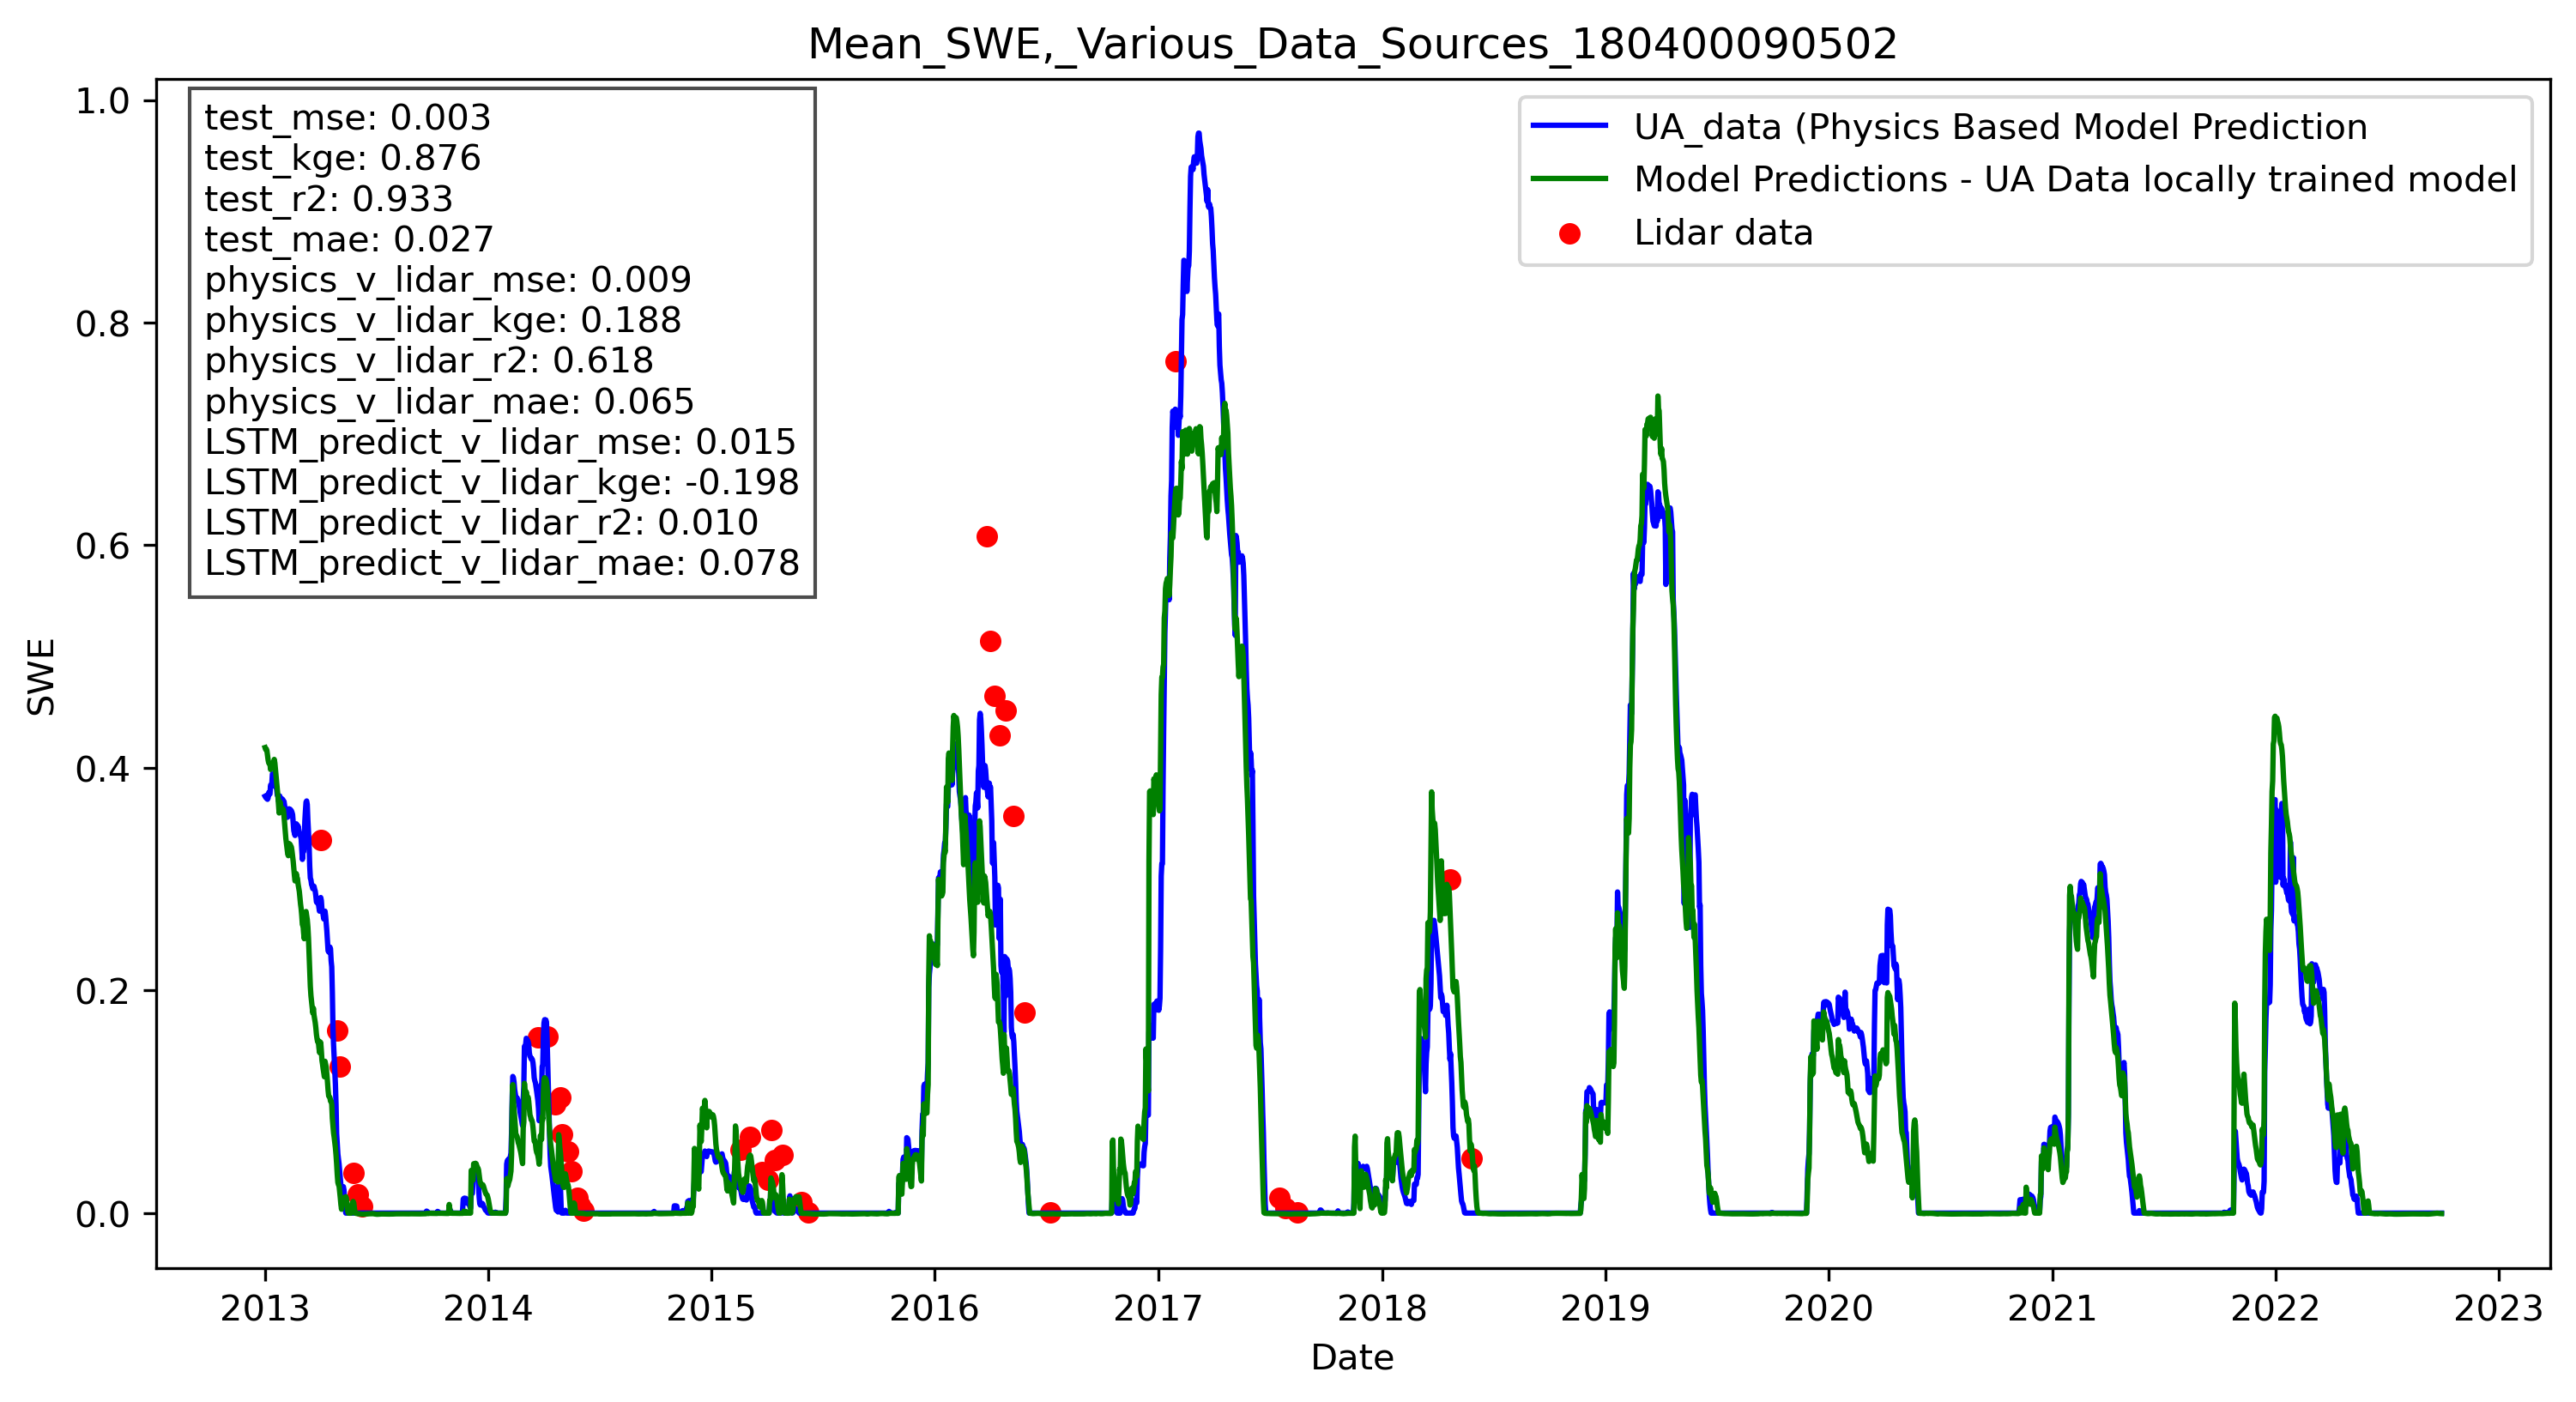 Mean_SWE,_Various_Data_Sources_180400090502
1.0
0.8
0.6
0.4
0.2
0.0
SWE
test_mse: 0.003
test_kge: 0.876
test_r2: 0.933
test_mae: 0.027
physics_v_lidar_mse: 0.009
physics_v_lidar_kge: 0.188
physics_v_lidar_r2: 0.618
physics_v_lidar_mae: 0.065
LSTM_predict_v_lidar_mse: 0.015
LSTM_predict_v_lidar_kge: -0.198
LSTM_predict_v_lidar_r2: 0.010
LSTM_predict_v_lidar_mae: 0.078
UA_data (Physics Based Model Prediction
Model Predictions - UA Data locally trained model
Lidar data
2013 2014 2015 2016 2017 2018 2019 2020 2021 2022 2023
Date